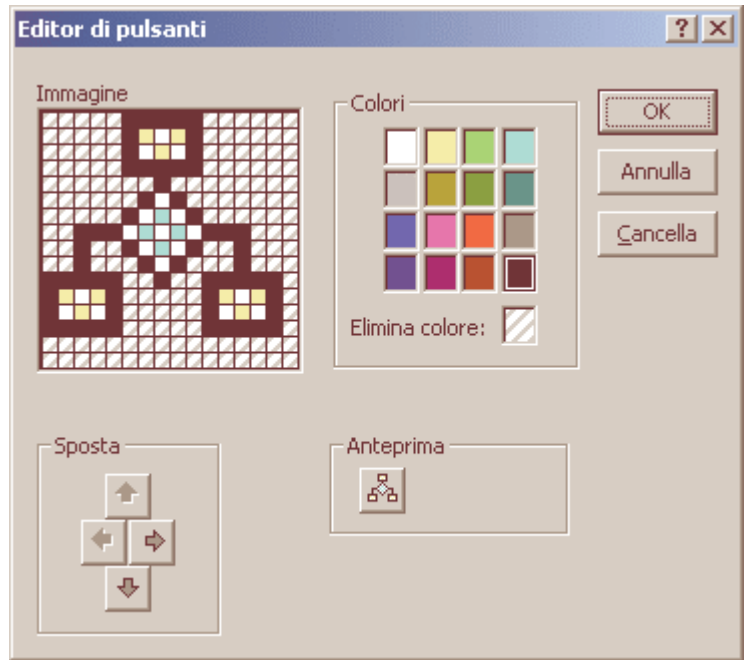 Editor di pulsanti
?
Immagine
Colori
OK
Annulla
Cancella
Elimina colore:
Sposta
Anteprima